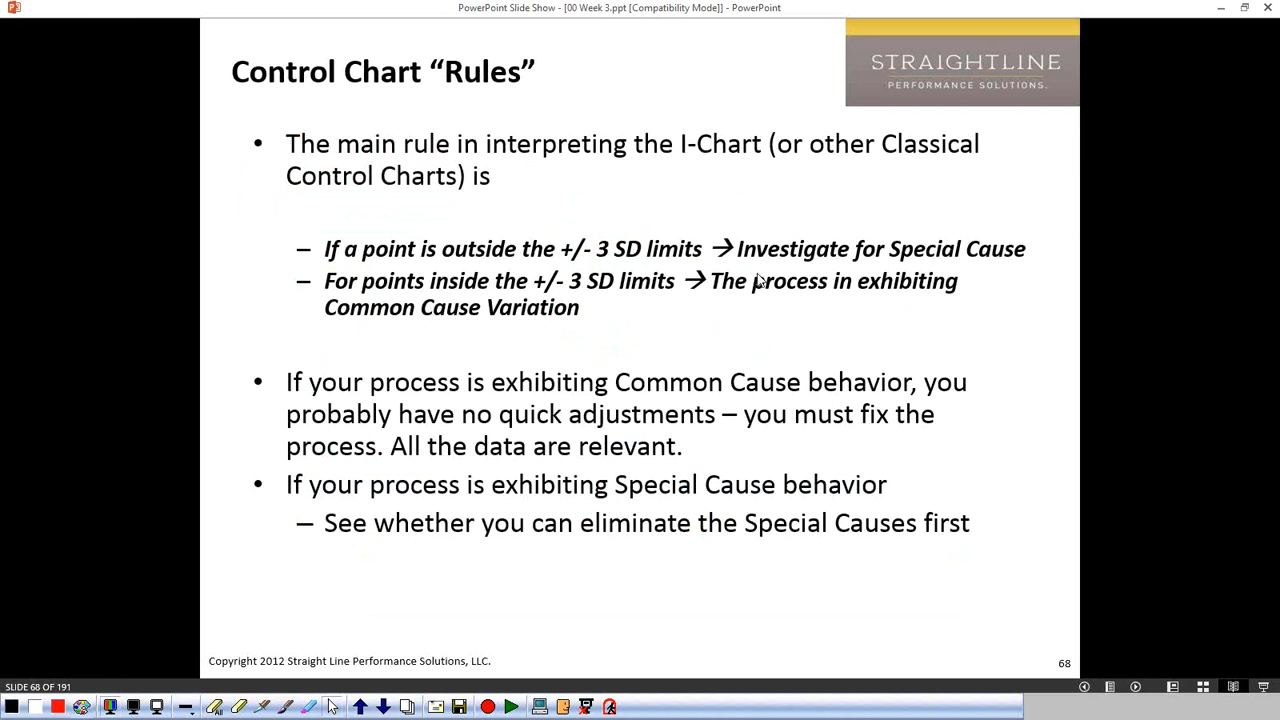 PowerPoint Slide Show - [00 Week 3.ppt [Compatibility Mode]] - PowerPoint
STRAIGHTLINE
PERFORMANCE SOLUTIONS.
Control Chart “Rules”
• The main rule in interpreting the I-Chart (or other Classical
Control Charts) is
– If a point is outside the +/- 3 SD limits → Investigate for Special Cause
– For points inside the +/- 3 SD limits → The process in exhibiting
Common Cause Variation
• If your process is exhibiting Common Cause behavior, you
probably have no quick adjustments – you must fix the
process. All the data are relevant.
• If your process is exhibiting Special Cause behavior
– See whether you can eliminate the Special Causes first
Copyright 2012 Straight Line Performance Solutions, LLC.
68
SLIDE 68 OF 191